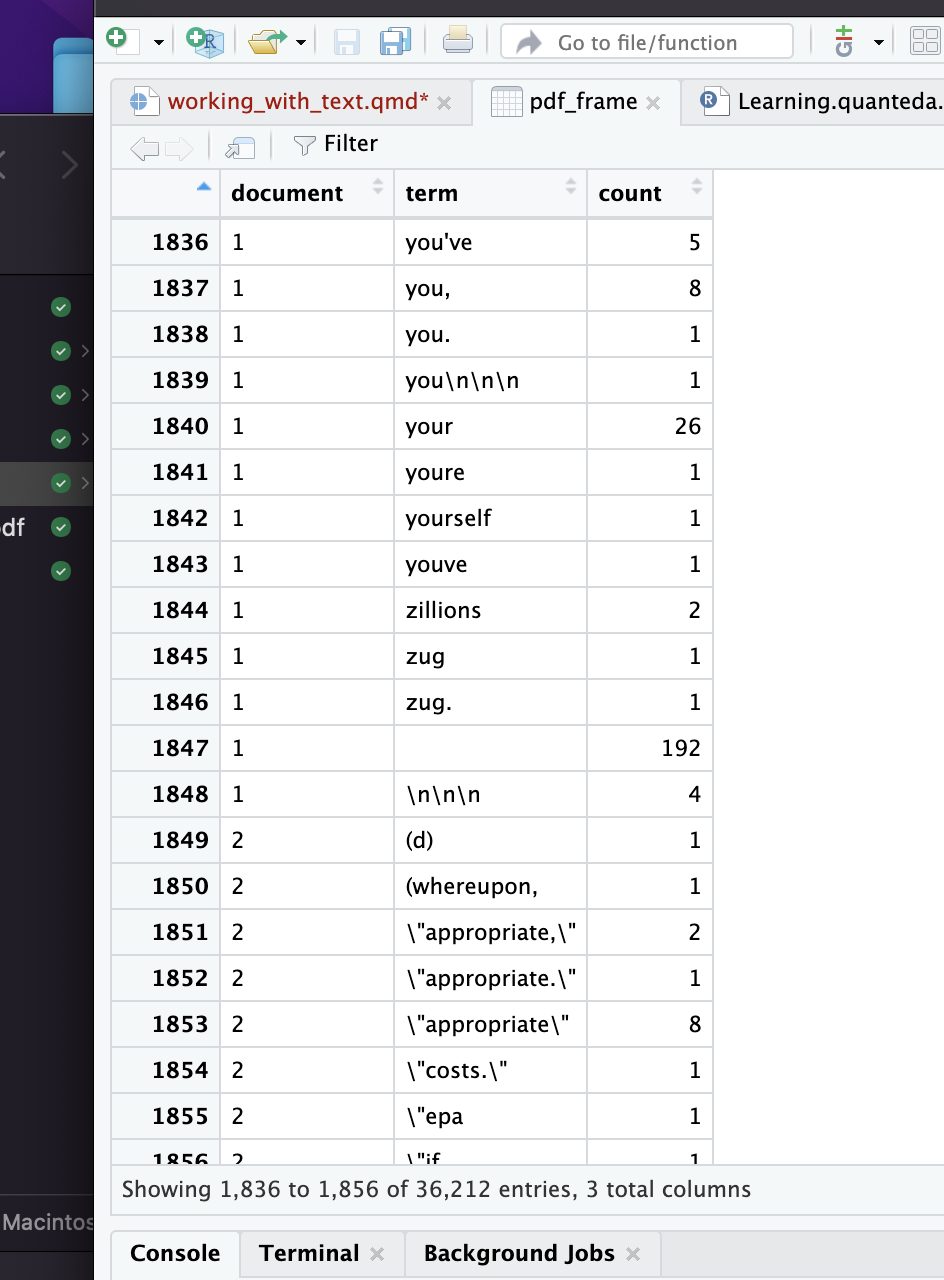 Go to file/function
working_with_text.qmd*
pdf_frame
Learning.quanteda.
Filter
document term count
1836 1 you've 5
1837 1 you, 8
1838 1 you. 1
1839 1 you\n\n\n 1
1840 1 your 26
1841 1 youre 1
1842 1 yourself 1
1843 1 youve 1
1844 1 zillions 2
1845 1 zug 1
1846 1 zug. 1
1847 1 192
1848 1 \n\n\n 4
1849 2 (d) 1
1850 2 (whereupon, 1
1851 2 \"appropriate,\" 2
1852 2 \"appropriate.\" 1
1853 2 \"appropriate\" 8
1854 2 \"costs.\" 1
1855 2 \"epa 1
1856 2 \"if 1
Showing 1,836 to 1,856 of 36,212 entries, 3 total columns
Console Terminal Background Jobs
df
Macintos